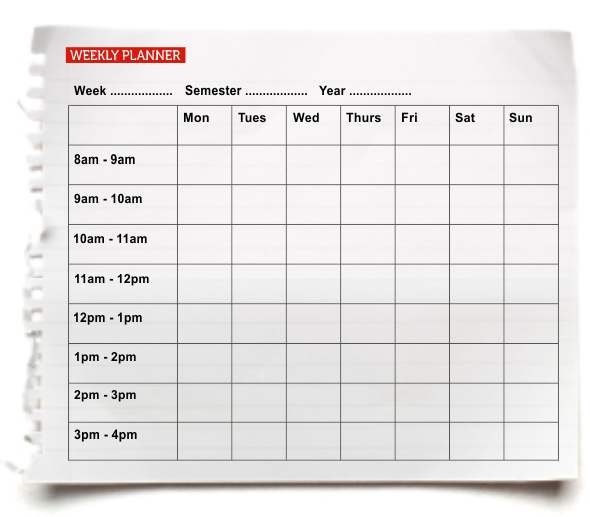 WEEKLY PLANNER
Week .................. Semester .................. Year ..................
Mon Tues Wed Thurs Fri Sat Sun
8am - 9am
9am - 10am
10am - 11am
11am - 12pm
12pm - 1pm
1pm - 2pm
2pm - 3pm
3pm - 4pm